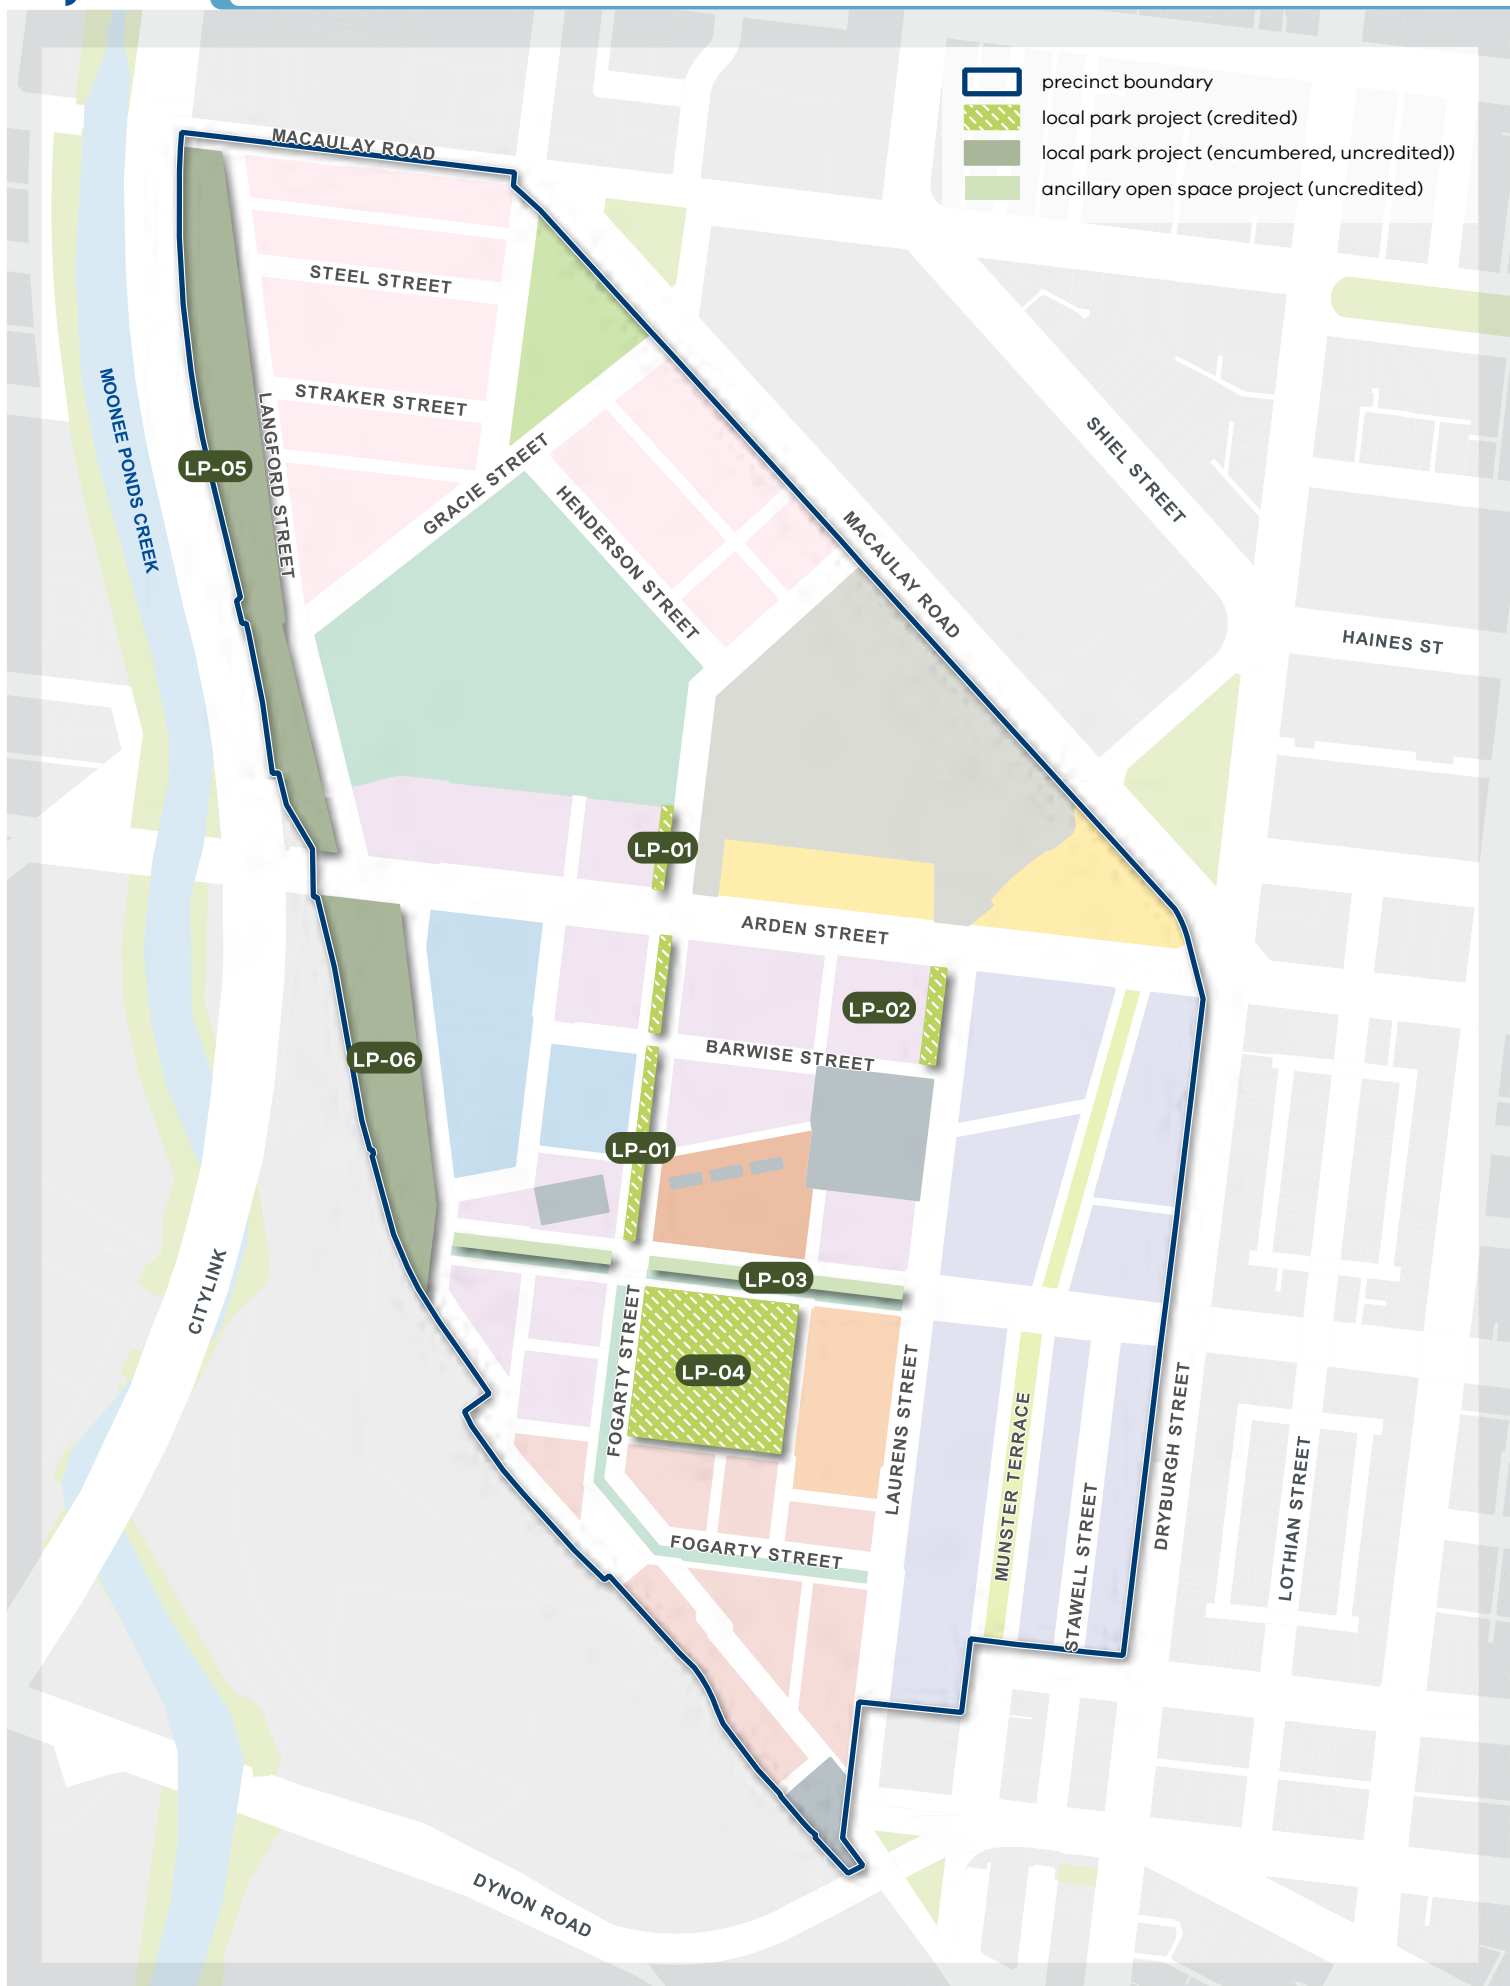 precinct boundary
local park project (credited)
local park project (encumbered, uncredited))
ancillary open space project (uncredited)
MACAULAY ROAD
STEEL STREET
STRAKER STREET
MOONEE PONDS CREEK
LANGFORD STREET
LP-05
GRACIE STREET
HENDERSON STREET
SHIEL STREET
MACAULAY ROAD
HAINES ST
LP-01
ARDEN STREET
LP-02
BARWISE STREET
LP-06
LP-01
CITYLINK
LP-03
FOGARTY STREET
LP-04
LAURENS STREET
MUNSTER TERRACE
STAWELL STREET
DRYBURGH STREET
LOTHIAN STREET
FOGARTY STREET
DYNON ROAD